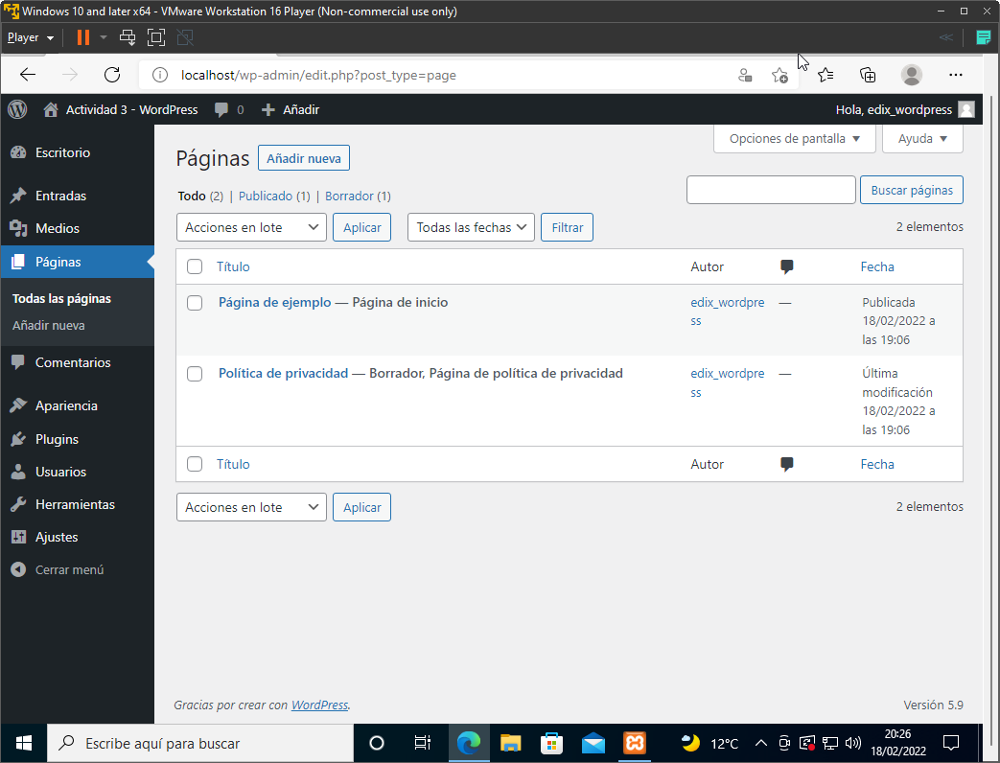 Windows 10 and later x64 - VMware Workstation 16 Player (Non-commercial use only)
Player
localhost/wp-admin/edit.php?post_type=page
Actividad 3 - WordPress 0 Añadir Hola, edix_wordpress
Opciones de pantalla Ayuda
Escritorio
Entradas
Medios
Páginas
Todas las páginas
Añadir nueva
Comentarios
Apariencia
Plugins
Usuarios
Herramientas
Ajustes
Cerrar menú
Páginas Añadir nueva
Todo (2) | Publicado (1) | Borrador (1)
Buscar páginas
Acciones en lote Aplicar Todas las fechas Filtrar 2 elementos
Título Autor Fecha
Página de ejemplo — Página de inicio
edix_wordpre
ss
—
Publicada
18/02/2022 a
las 19:06
Política de privacidad — Borrador, Página de política de privacidad
edix_wordpre
ss
—
Última
modificación
18/02/2022 a
las 19:06
Título Autor Fecha
Acciones en lote Aplicar 2 elementos
Gracias por crear con WordPress. Versión 5.9
Escribe aquí para buscar
12°C
20:26
18/02/2022